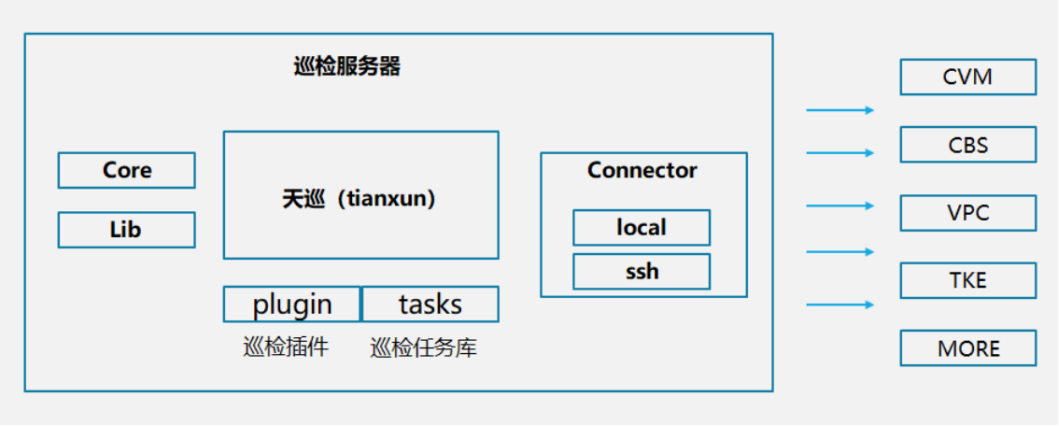 巡检服务器
Core
Lib
天巡（tianxun）
plugin
tasks
巡检插件
巡检任务库
Connector
local
ssh
CVM
CBS
VPC
TKE
MORE